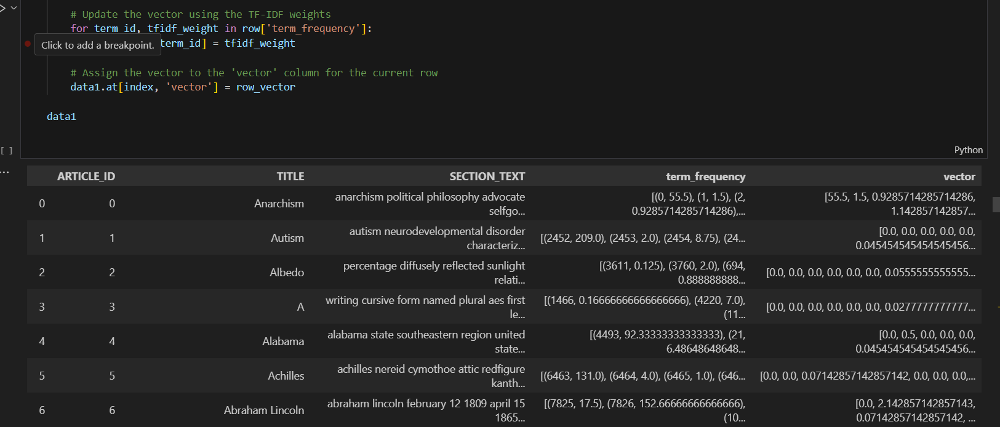 # Update the vector using the TF-IDF weights
for term_id, tfidf_weight in row['term_frequency']:
Click to add a breakpoint. term_id] = tfidf_weight
# Assign the vector to the 'vector' column for the current row
data1.at[index, 'vector'] = row_vector
data1
[ ]
Python
...
ARTICLE_ID TITLE SECTION_TEXT term_frequency vector
0 0 Anarchism anarchism political philosophy advocate selfgo... [(0, 55.5), (1, 1.5), (2, 0.9285714285714286),... [55.5, 1.5, 0.9285714285714286, 1.142857142857...
1 1 Autism autism neurodevelopmental disorder characteriz... [(2452, 209.0), (2453, 2.0), (2454, 8.75), (24... [0.0, 0.0, 0.0, 0.0, 0.0, 0.045454545454545456...
2 2 Albedo percentage diffusely reflected sunlight relati... [(3611, 0.125), (3760, 2.0), (694, 0.888888888... [0.0, 0.0, 0.0, 0.0, 0.0, 0.0, 0.0555555555555...
3 3 A writing cursive form named plural aes first le... [(1466, 0.16666666666666666), (4220, 7.0), (11... [0.0, 0.0, 0.0, 0.0, 0.0, 0.0, 0.0277777777777...
4 4 Alabama alabama state southeastern region united state... [(4493, 92.33333333333333), (21, 6.48648648648... [0.0, 0.5, 0.0, 0.0, 0.0, 0.045454545454545456...
5 5 Achilles achilles nereid cymothoe attic redfigure kanth... [(6463, 131.0), (6464, 4.0), (6465, 1.0), (646... [0.0, 0.0, 0.07142857142857142, 0.0, 0.0, 0.0,...
6 6 Abraham Lincoln abraham lincoln february 12 1809 april 15 1865... [(7825, 17.5), (7826, 152.66666666666666), (10... [0.0, 2.142857142857143, 0.07142857142857142, ...